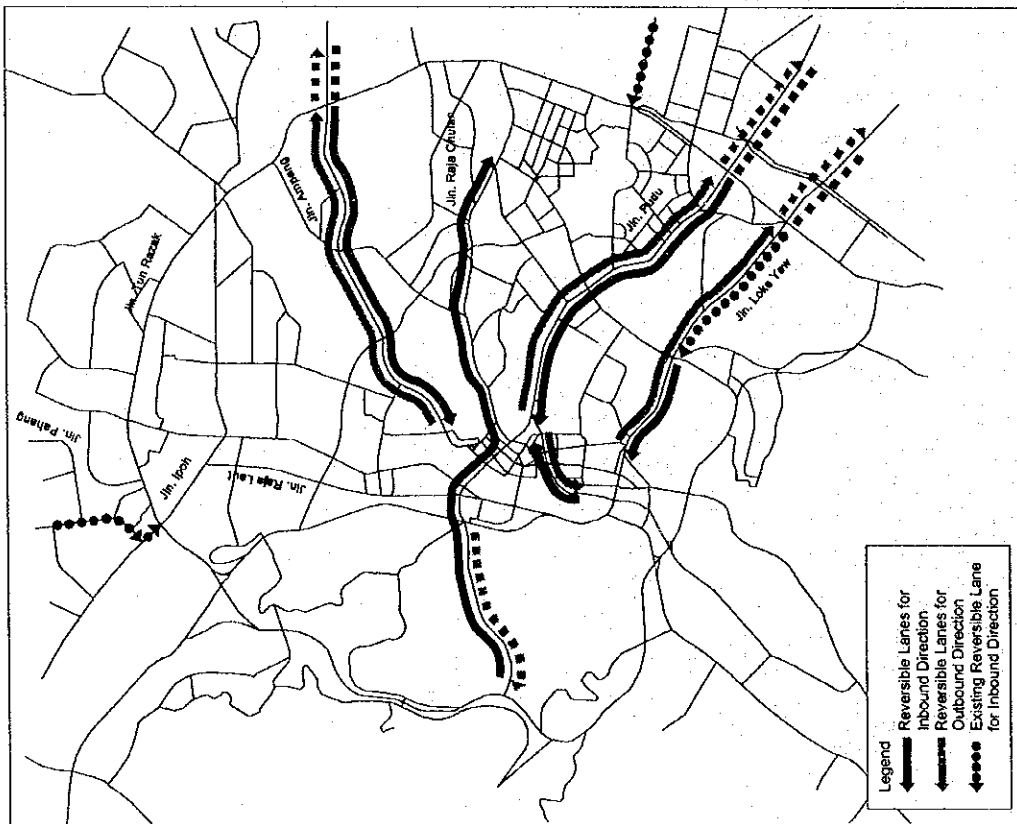 Jln. Pahang
Jln. Ipoh
Jln. Tun Razak
Jln. Raja Laut
Jln. Ampang
Jln. Raja Chulan
Jln. Pudu
Jln. Loke Yew
Legend
Reversible Lanes for
Inbound Direction
Reversible Lanes for
Outbound Direction
Existing Reversible Lane
for Inbound Direction